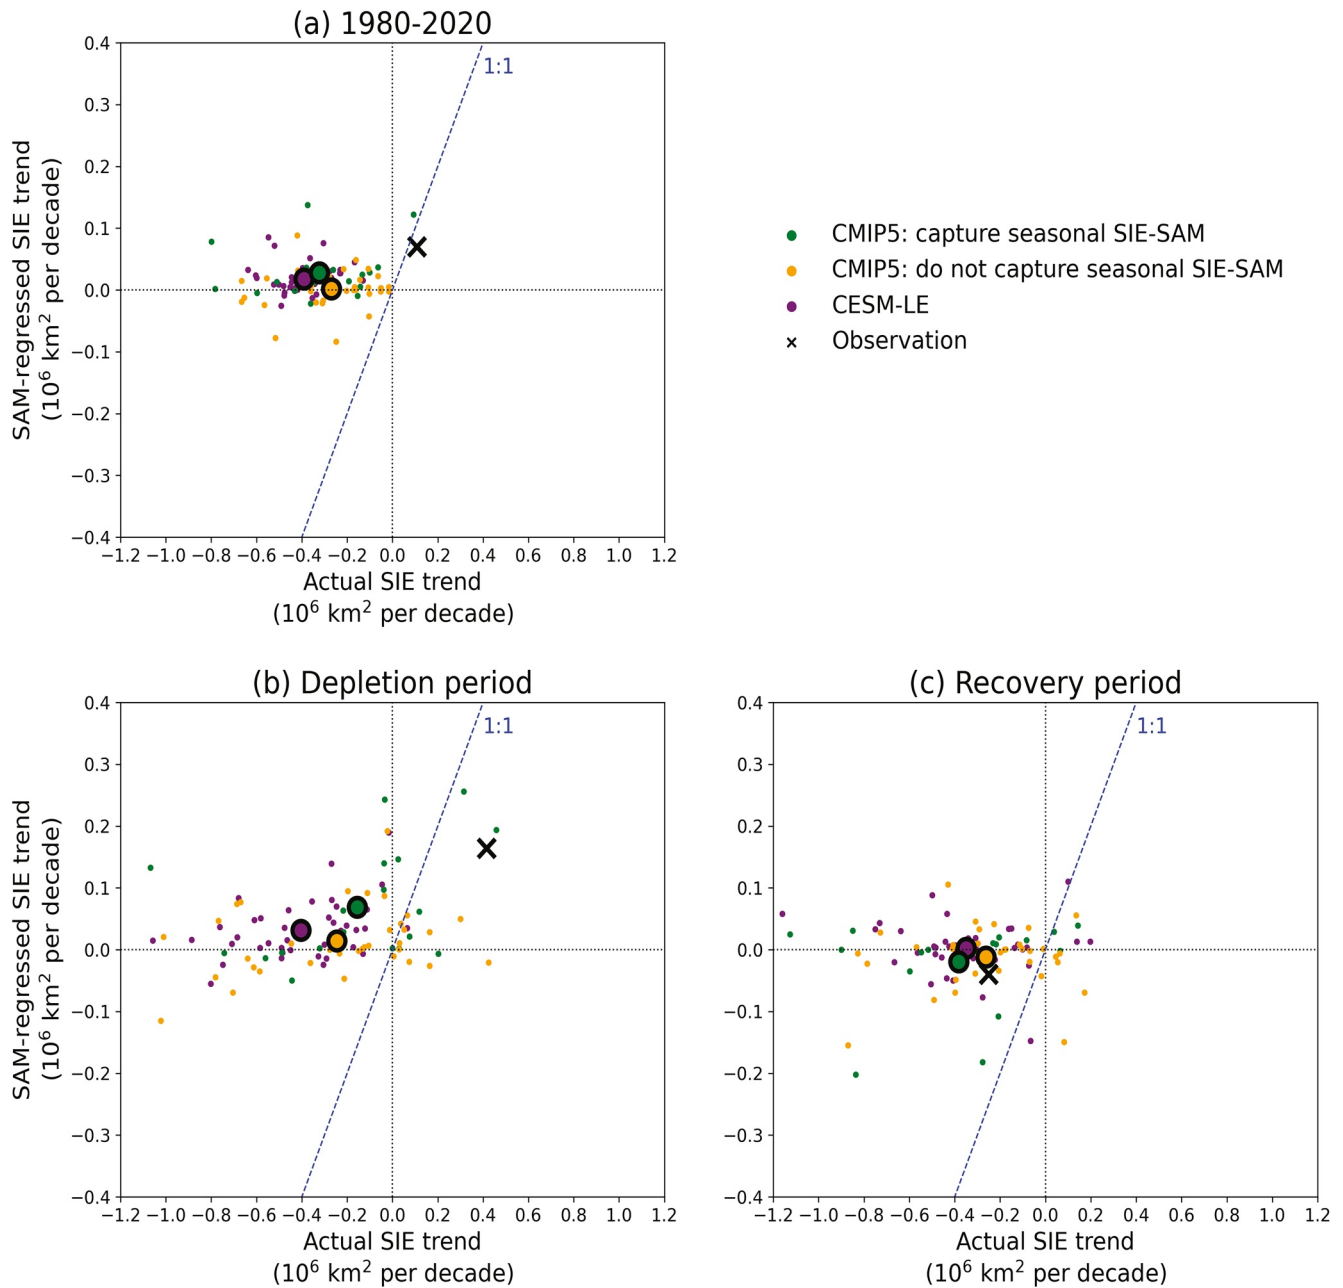 (a) 1980-2020
0.4
0.3
0.2
0.1
0.0
−0.1
−0.2
−0.3
−0.4
SAM-regressed SIE trend
(10⁶ km² per decade)
1:1
−1.2 −1.0 −0.8 −0.6 −0.4 −0.2 0.0 0.2 0.4 0.6 0.8 1.0 1.2
Actual SIE trend
(10⁶ km² per decade)
CMIP5: capture seasonal SIE-SAM
CMIP5: do not capture seasonal SIE-SAM
CESM-LE
Observation
(b) Depletion period
0.4
0.3
0.2
0.1
0.0
−0.1
−0.2
−0.3
−0.4
SAM-regressed SIE trend
(10⁶ km² per decade)
1:1
−1.2 −1.0 −0.8 −0.6 −0.4 −0.2 0.0 0.2 0.4 0.6 0.8 1.0 1.2
Actual SIE trend
(10⁶ km² per decade)
(c) Recovery period
0.4
0.3
0.2
0.1
0.0
−0.1
−0.2
−0.3
−0.4
1:1
−1.2 −1.0 −0.8 −0.6 −0.4 −0.2 0.0 0.2 0.4 0.6 0.8 1.0 1.2
Actual SIE trend
(10⁶ km² per decade)